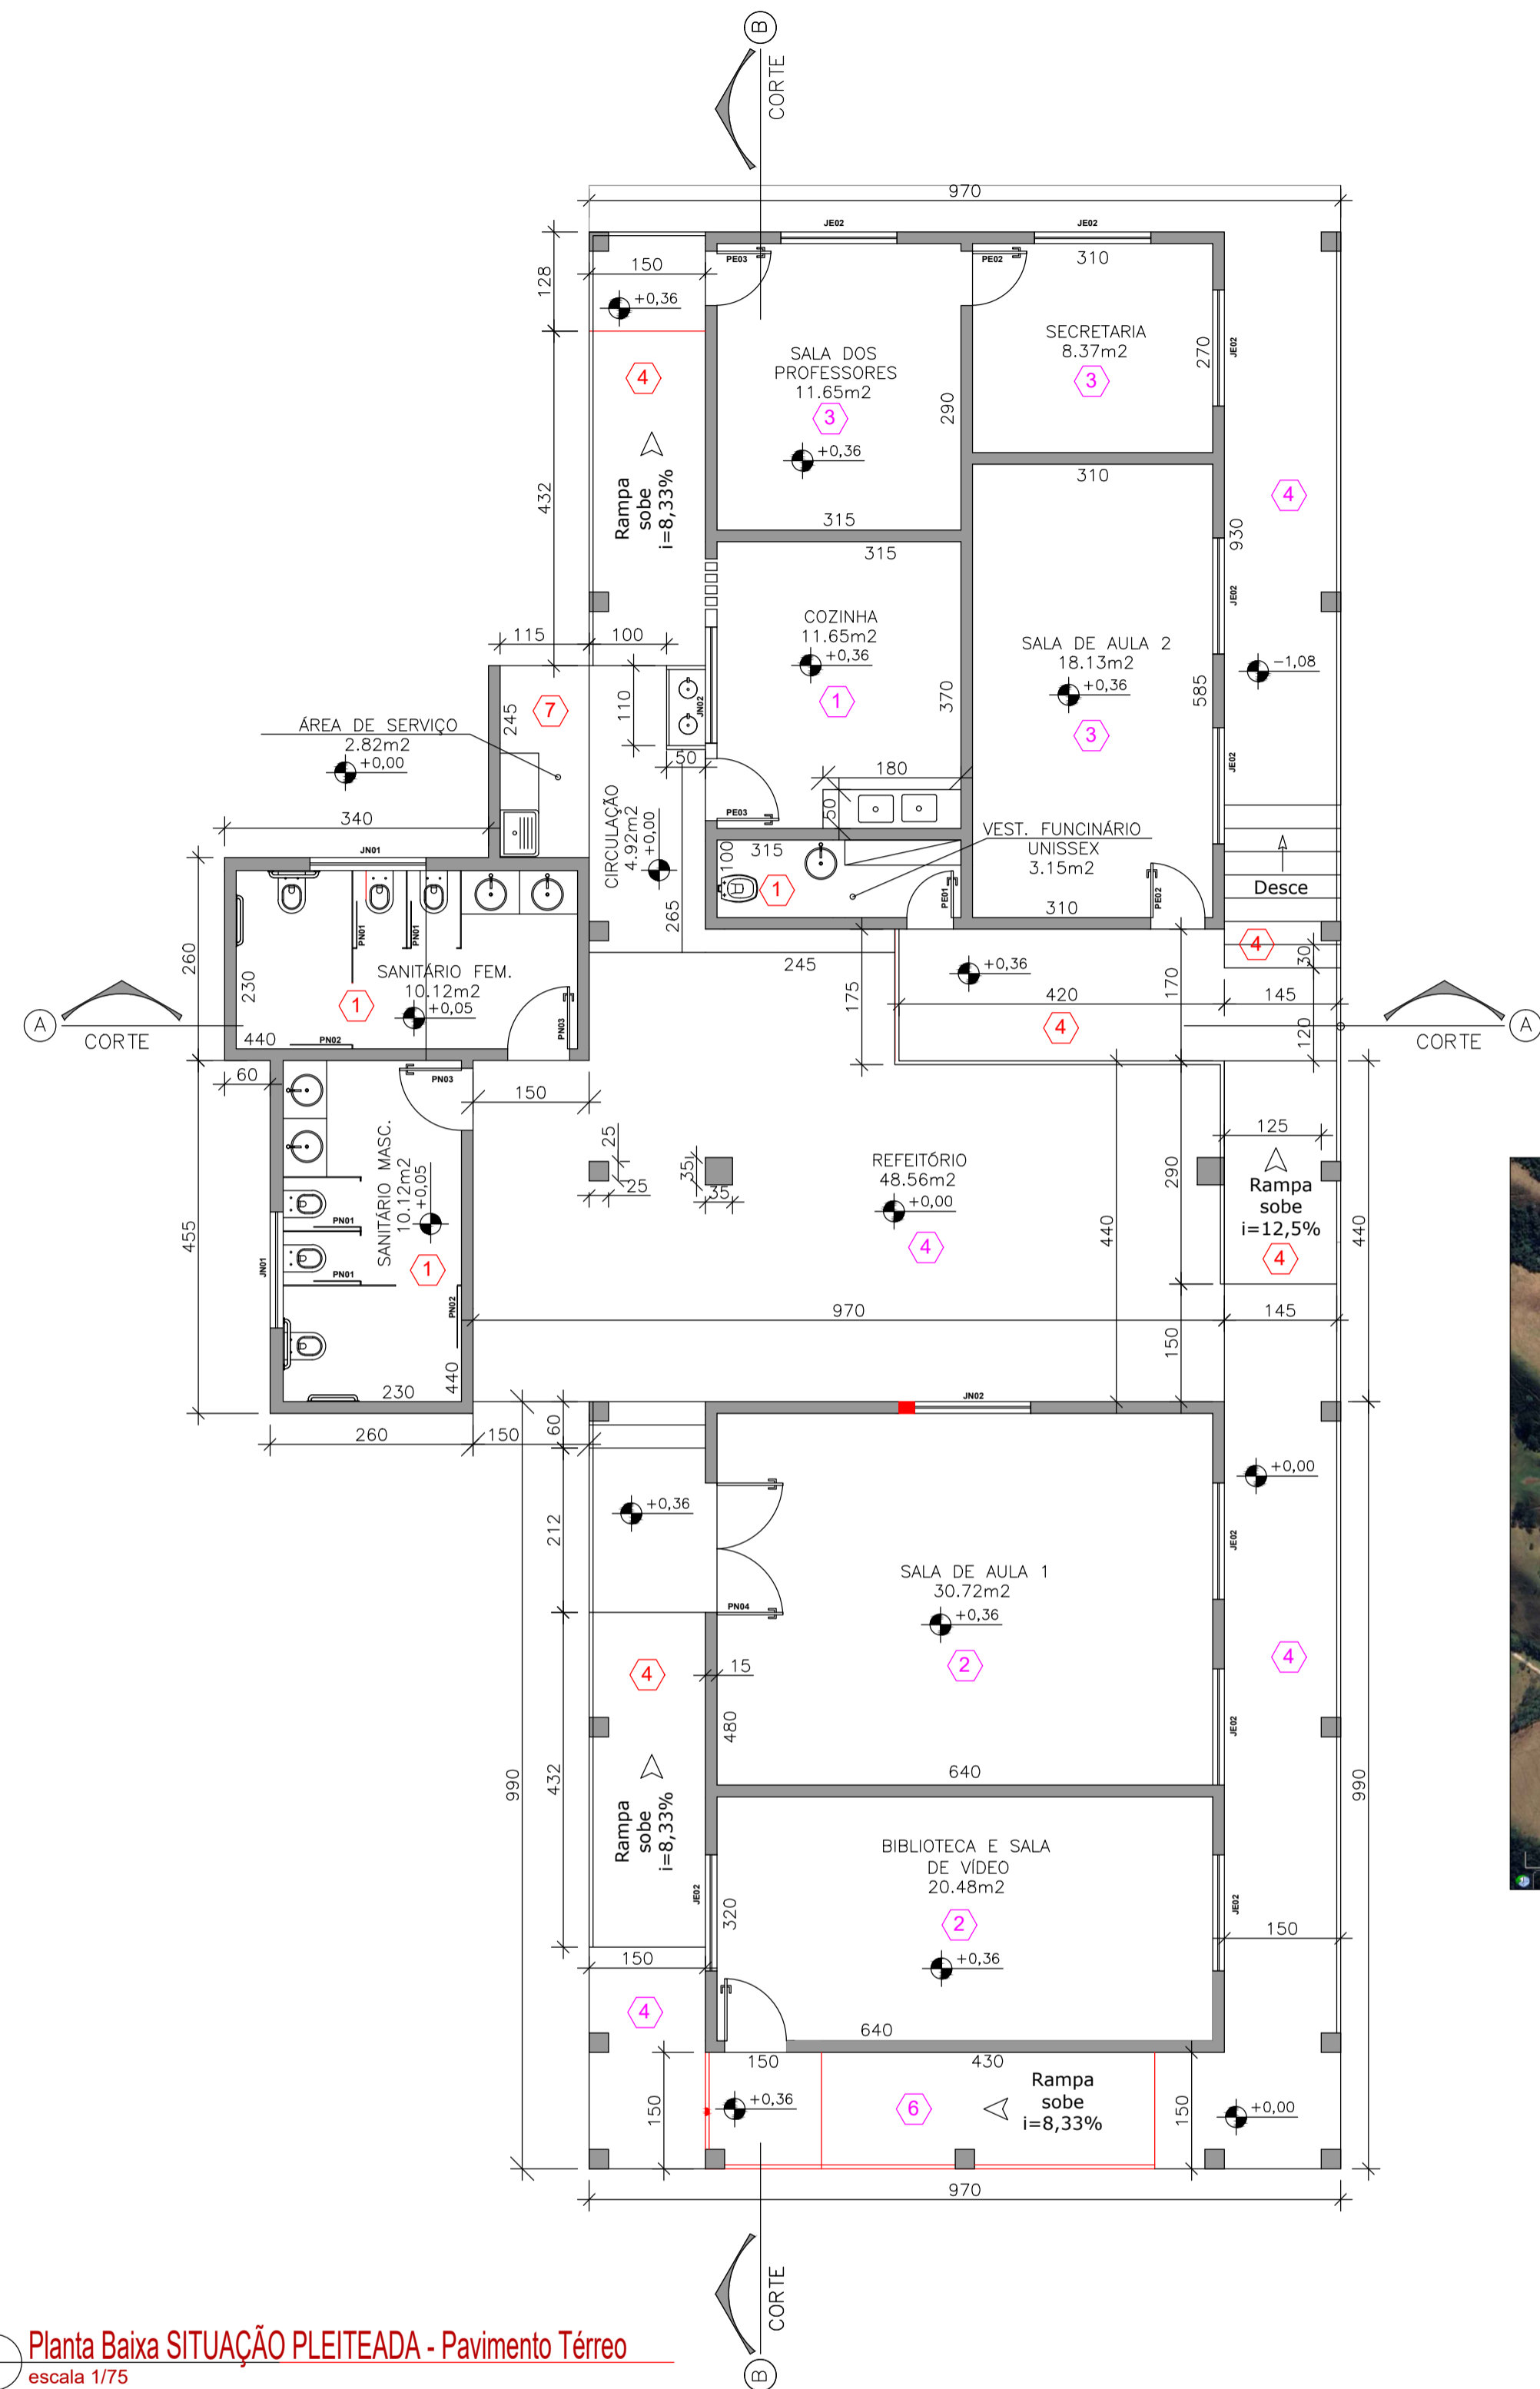 B
CORTE
970
JE02
JE02
150
128
+0,36
PE03
PE02
310
SECRETARIA
8.37m2
3
270
JE02
SALA DOS
PROFESSORES
11.65m2
3
290
+0,36
4
432
Rampa
sobe
i=8,33%
315
310
4
930
315
COZINHA
11.65m2
+0,36
1
370
SALA DE AULA 2
18.13m2
+0,36
3
585
JE02
-1,08
115
100
245
7
110
JN02
50
ÁREA DE SERVIÇO
2.82m2
+0,00
JE02
180
50
340
CIRCULAÇÃO
4.92m2
+0,00
PE03
VEST. FUNCINÁRIO
UNISSEX
3.15m2
JN01
100
315
1
PE01
PE02
Desce
310
265
260
230
PN01
PN01
SANITÁRIO FEM.
10.12m2
+0,05
1
440
PN02
PN03
245
175
+0,36
420
170
4
30
145
4
120
A
CORTE
CORTE
A
60
PN03
150
455
SANITÁRIO MASC.
10.12m2
+0,05
1
PN01
PN01
JN01
PN02
230
440
25
25
35
35
REFEITÓRIO
48.56m2
+0,00
4
125
290
Rampa
sobe
i=12,5%
4
440
440
970
145
150
JN02
260
150
60
212
+0,36
+0,00
JE02
SALA DE AULA 1
30.72m2
+0,36
2
PN04
4
15
4
480
JE02
640
990
432
Rampa
sobe
i=8,33%
990
BIBLIOTECA E SALA
DE VÍDEO
20.48m2
2
+0,36
JE02
320
JE02
150
150
4
640
150
430
150
+0,36
6
Rampa
sobe
i=8,33%
150
+0,00
970
CORTE
B
Planta Baixa SITUAÇÃO PLEITEADA - Pavimento Térreo
escala 1/75